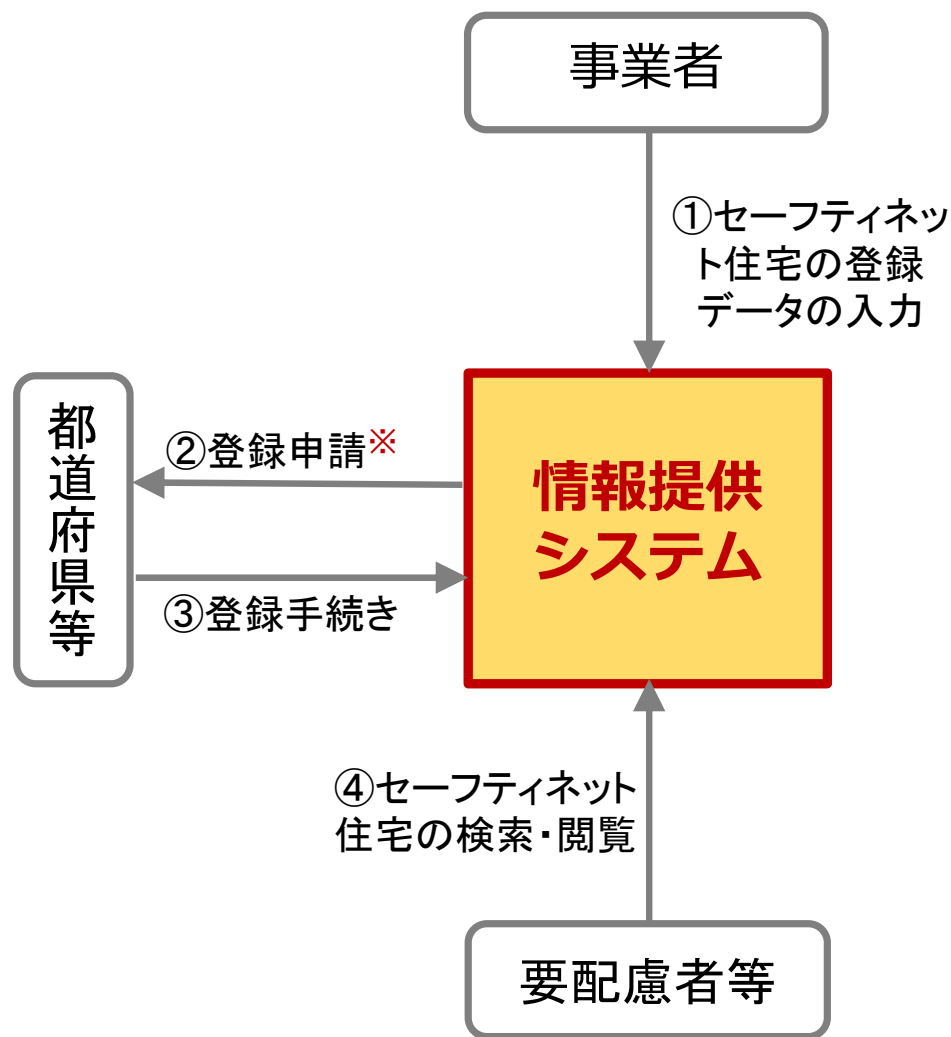 事業者
①セーフティネッ
ト住宅の登録
データの入力
都道府県等
②登録申請※
情報提供
システム
③登録手続き
④セーフティネット
住宅の検索・閲覧
要配慮者等